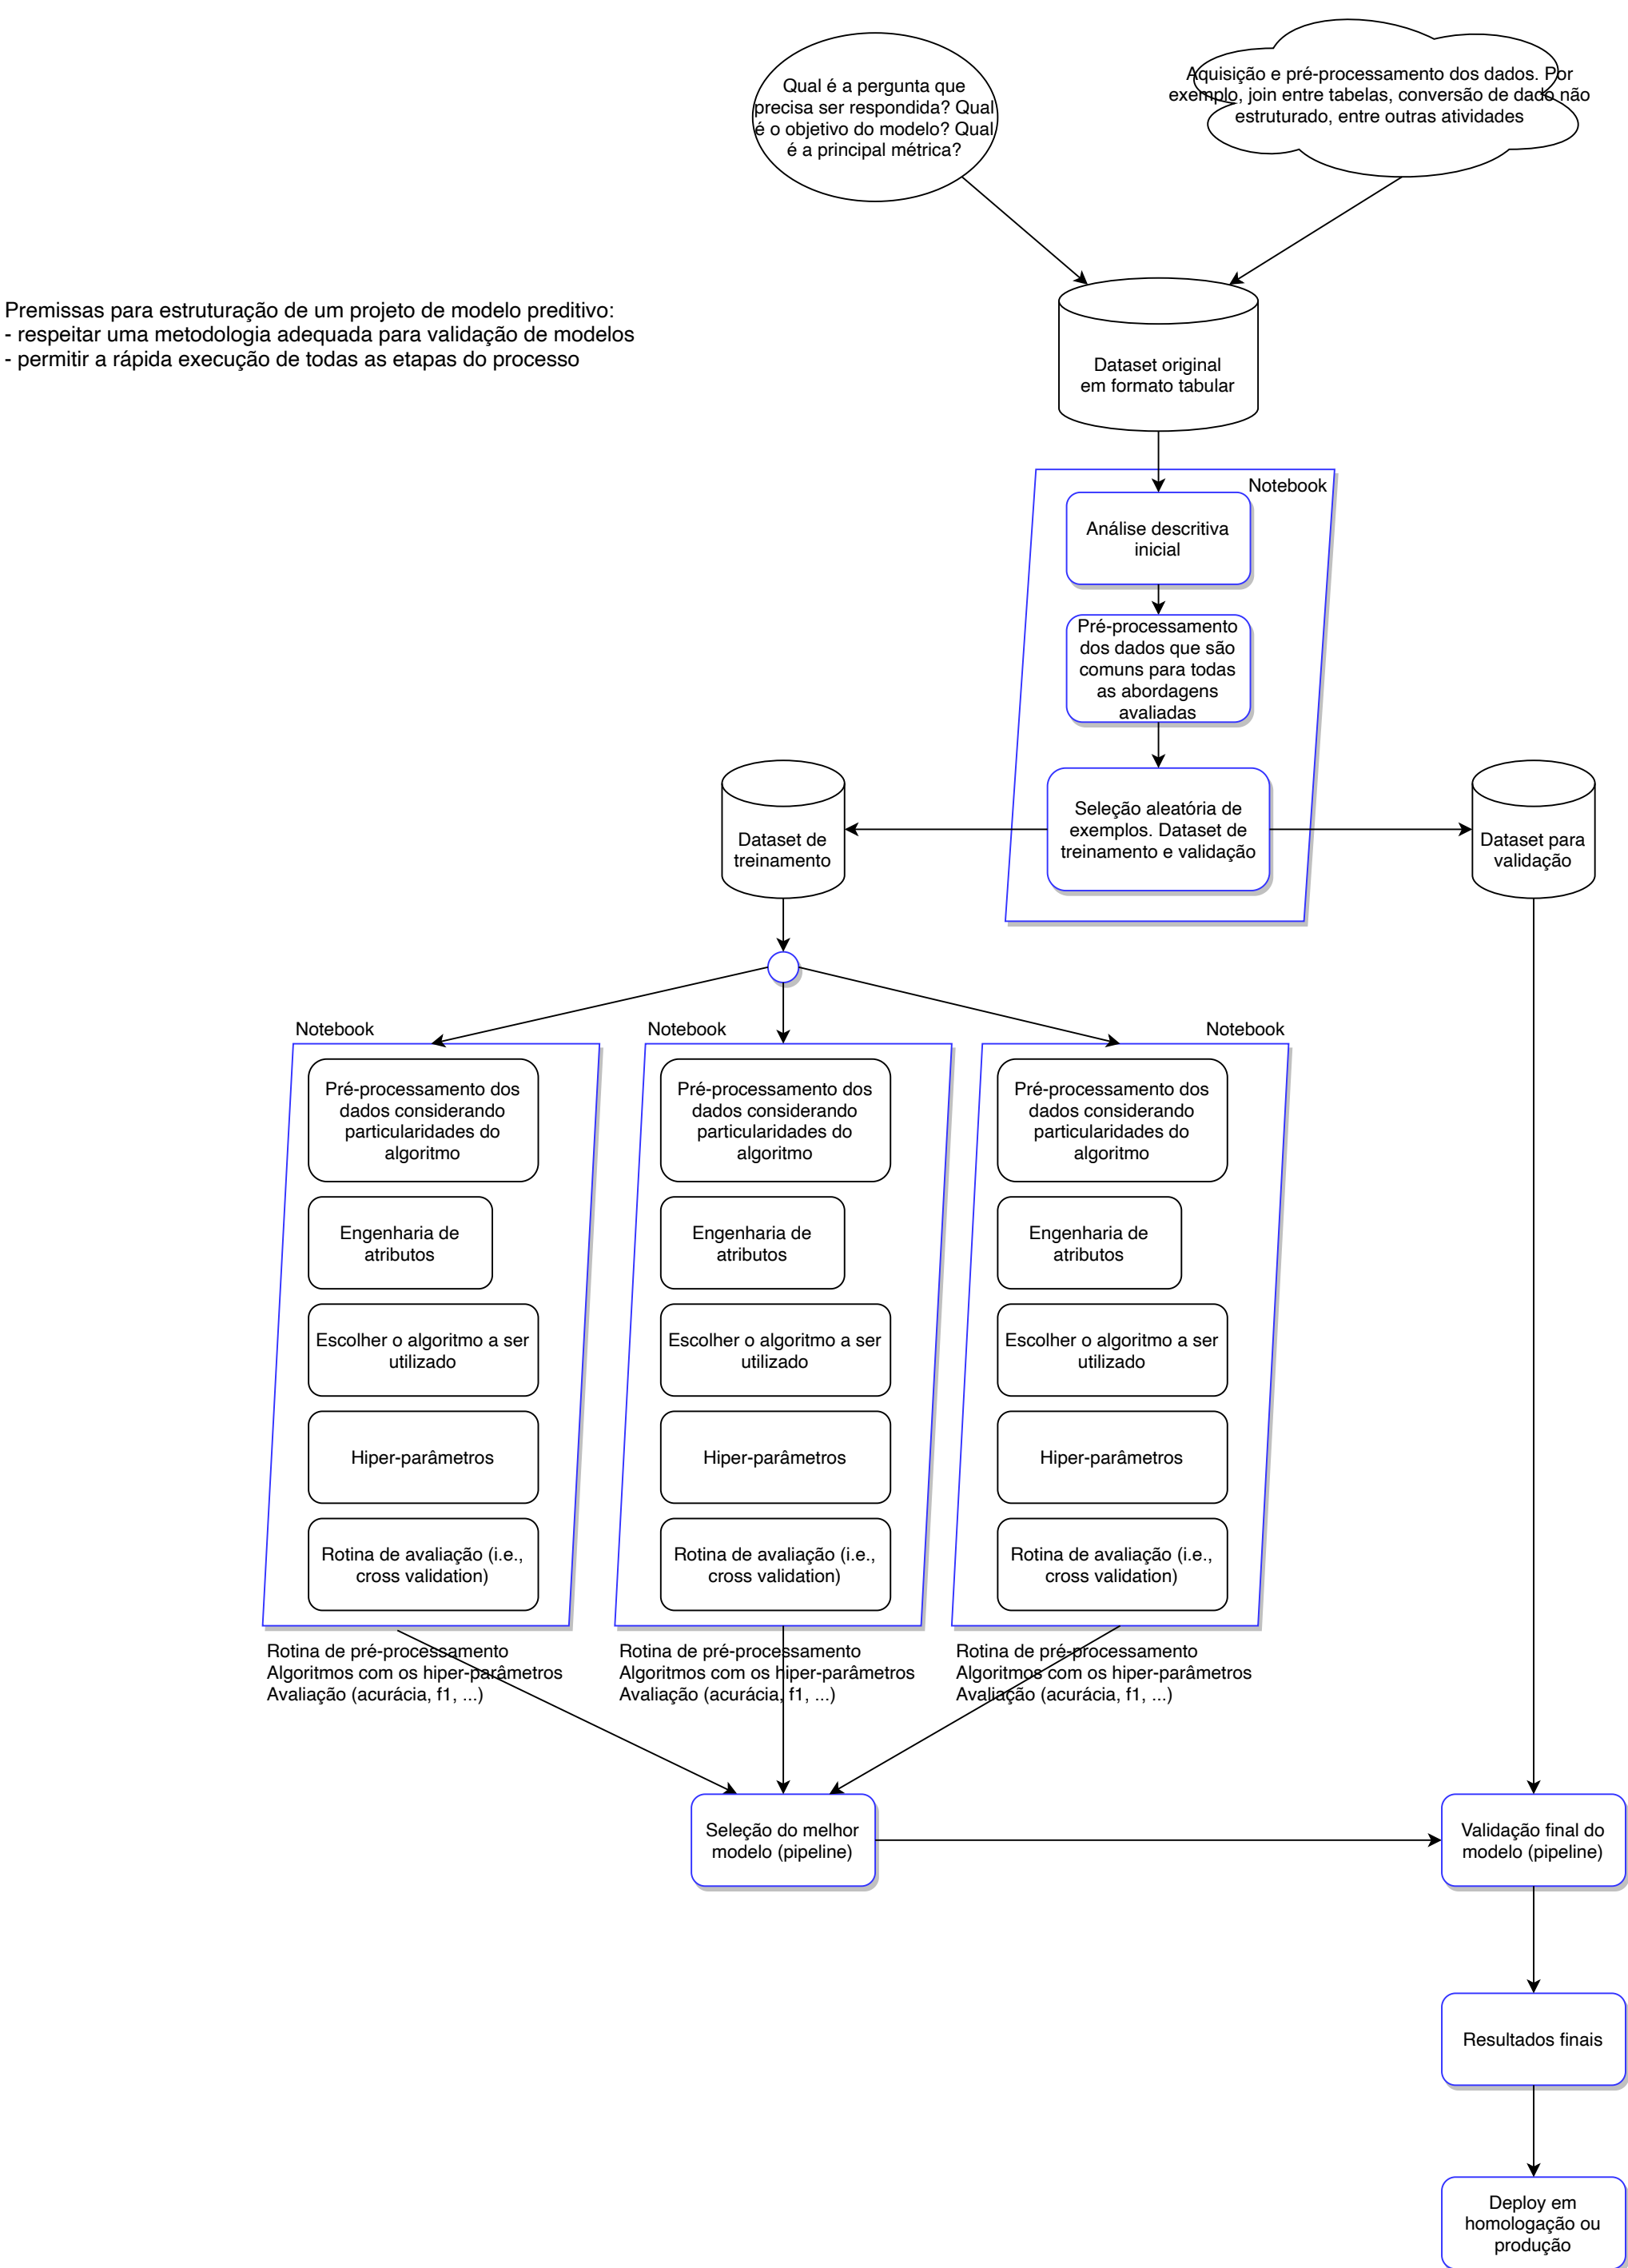 Qual é a pergunta que
precisa ser respondida? Qual
é o objetivo do modelo? Qual
é a principal métrica?
Aquisição e pré-processamento dos dados. Por
exemplo, join entre tabelas, conversão de dado não
estruturado, entre outras atividades
Premissas para estruturação de um projeto de modelo preditivo:
- respeitar uma metodologia adequada para validação de modelos
- permitir a rápida execução de todas as etapas do processo
Dataset original
em formato tabular
Notebook
Análise descritiva
inicial
Pré-processamento
dos dados que são
comuns para todas
as abordagens
avaliadas
Seleção aleatória de
exemplos. Dataset de
treinamento e validação
Dataset de
treinamento
Dataset para
validação
Notebook
Pré-processamento dos
dados considerando
particularidades do
algoritmo
Engenharia de
atributos
Escolher o algoritmo a ser
utilizado
Hiper-parâmetros
Rotina de avaliação (i.e.,
cross validation)
Rotina de pré-processamento
Algoritmos com os hiper-parâmetros
Avaliação (acurácia, f1, ...)
Notebook
Pré-processamento dos
dados considerando
particularidades do
algoritmo
Engenharia de
atributos
Escolher o algoritmo a ser
utilizado
Hiper-parâmetros
Rotina de avaliação (i.e.,
cross validation)
Rotina de pré-processamento
Algoritmos com os hiper-parâmetros
Avaliação (acurácia, f1, ...)
Notebook
Pré-processamento dos
dados considerando
particularidades do
algoritmo
Engenharia de
atributos
Escolher o algoritmo a ser
utilizado
Hiper-parâmetros
Rotina de avaliação (i.e.,
cross validation)
Rotina de pré-processamento
Algoritmos com os hiper-parâmetros
Avaliação (acurácia, f1, ...)
Seleção do melhor
modelo (pipeline)
Validação final do
modelo (pipeline)
Resultados finais
Deploy em
homologação ou
produção